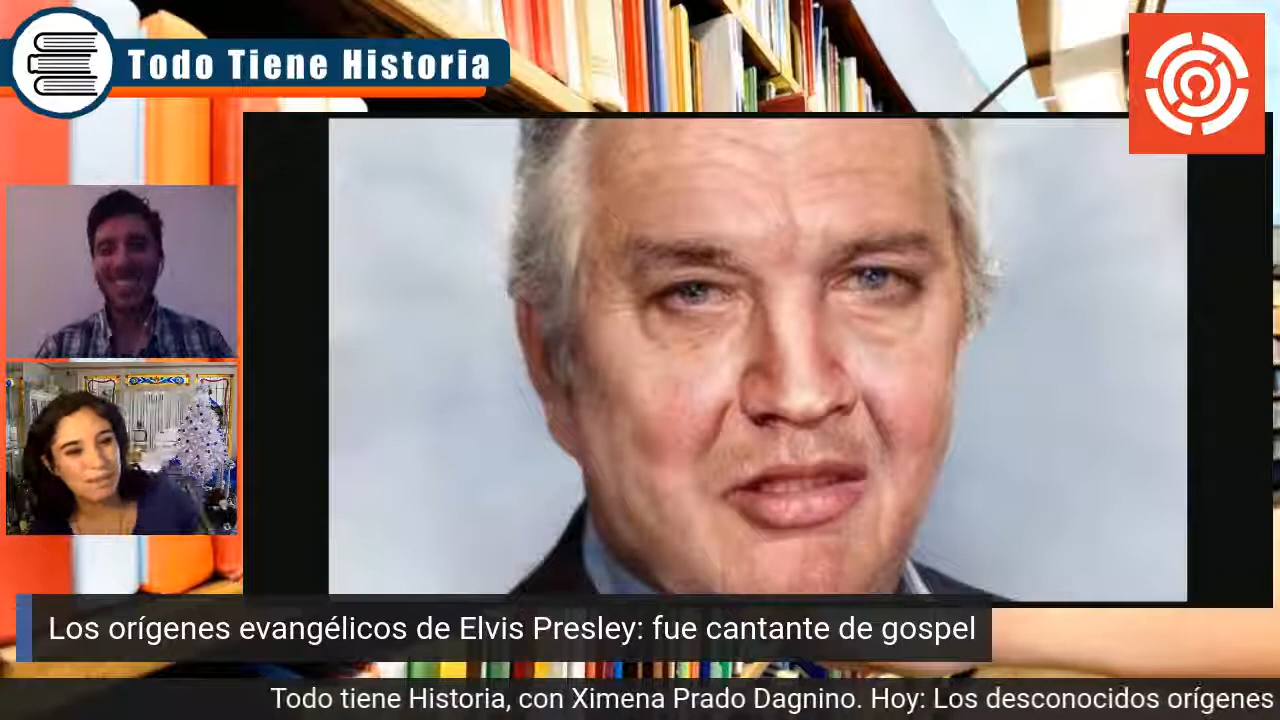 Todo Tiene Historia
Los orígenes evangélicos de Elvis Presley: fue cantante de gospel
Todo tiene Historia, con Ximena Prado Dagnino. Hoy: Los desconocidos orígenes